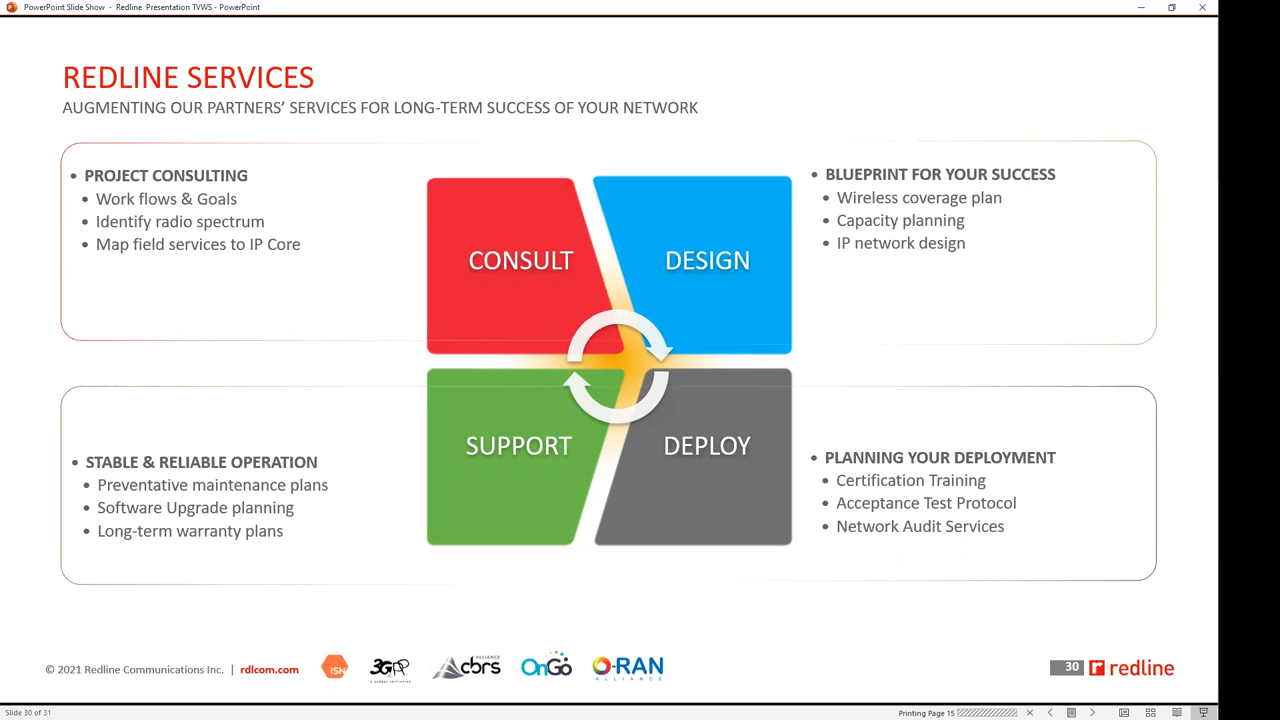 PowerPoint Slide Show - Redline Presentation TVWS - PowerPoint
REDLINE SERVICES
AUGMENTING OUR PARTNERS' SERVICES FOR LONG-TERM SUCCESS OF YOUR NETWORK
• PROJECT CONSULTING
• Work flows & Goals
• Identify radio spectrum
• Map field services to IP Core
CONSULT
DESIGN
• BLUEPRINT FOR YOUR SUCCESS
• Wireless coverage plan
• Capacity planning
• IP network design
• STABLE & RELIABLE OPERATION
• Preventative maintenance plans
• Software Upgrade planning
• Long-term warranty plans
SUPPORT
DEPLOY
• PLANNING YOUR DEPLOYMENT
• Certification Training
• Acceptance Test Protocol
• Network Audit Services
© 2021 Redline Communications Inc. | rdlcom.com
ISN
3GPP
A GLOBAL INITIATIVE
cbrs
ALLIANCE
OnGo
O-RAN
ALLIANCE
30
redline
Slide 30 of 31
Printing Page 15